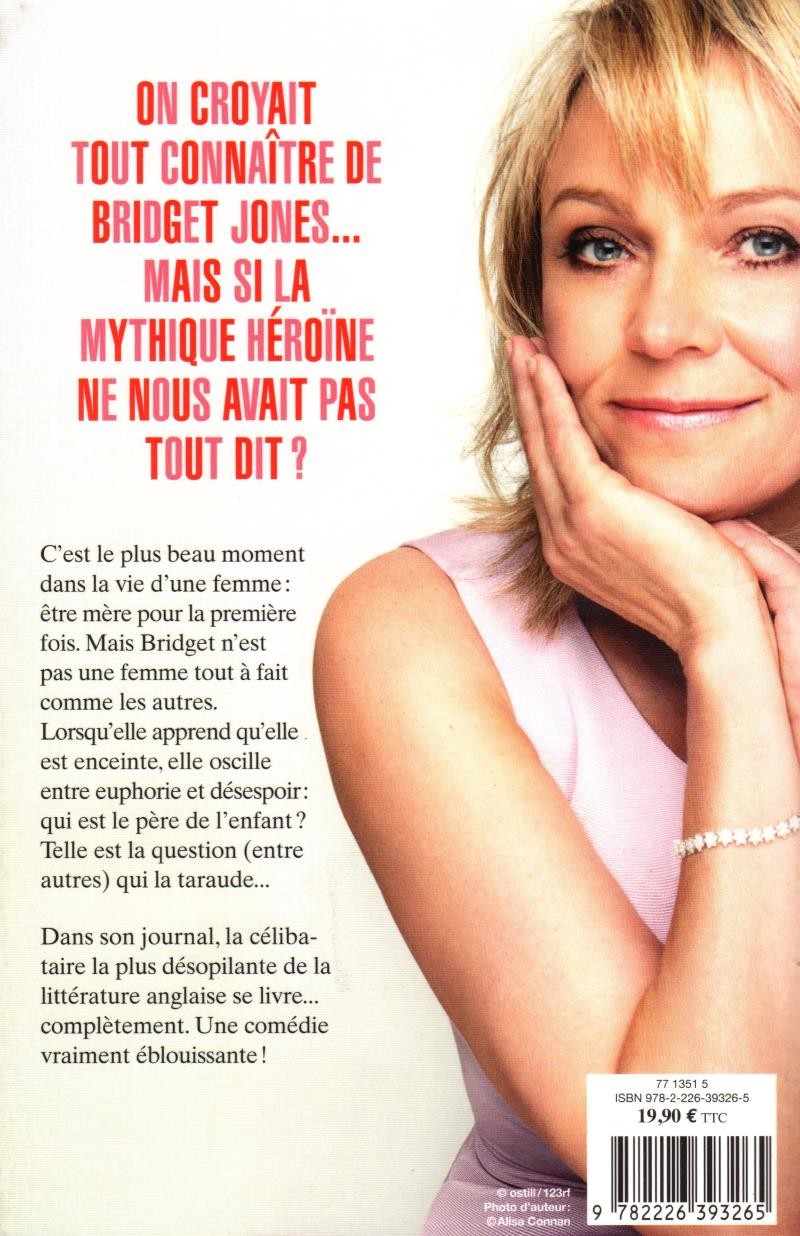 ON CROYAIT
TOUT CONNAÎTRE DE
BRIDGET JONES...
MAIS SI LA
MYTHIQUE HÉROÏNE
NE NOUS AVAIT PAS
TOUT DIT ?
C'est le plus beau moment
dans la vie d'une femme :
être mère pour la première
fois. Mais Bridget n'est
pas une femme tout à fait
comme les autres.
Lorsqu'elle apprend qu'elle
est enceinte, elle oscille
entre euphorie et désespoir :
qui est le père de l'enfant ?
Telle est la question (entre
autres) qui la taraude...
Dans son journal, la céliba-
taire la plus désopilante de la
littérature anglaise se livre...
complètement. Une comédie
vraiment éblouissante !
77 1351 5
ISBN 978-2-226-39326-5
19,90 € TTC
9 782226 393265
© ostill / 123rf
Photo d'auteur :
© Alisa Connan